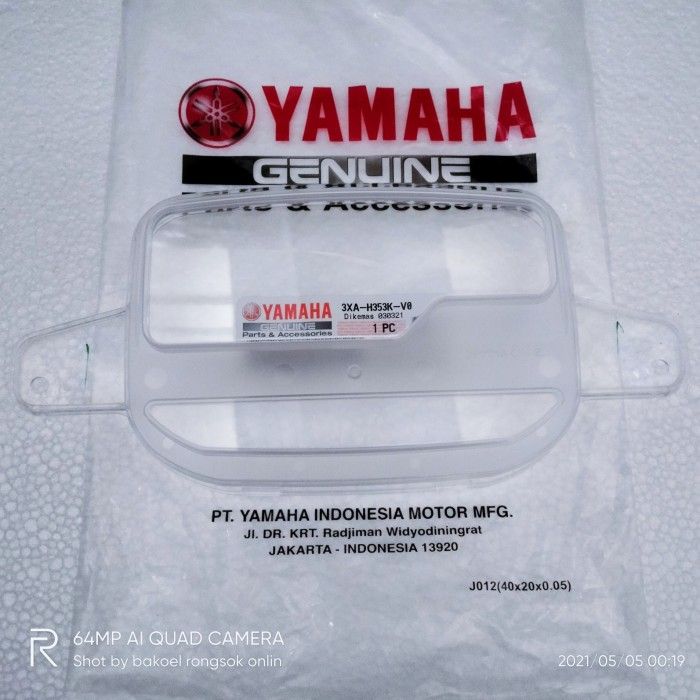 YAMAHA
GENUINE
Parts & Accessories
YAMAHA 3XA-H353K-V0
GENUINE Dikemas 030321
Parts & Accessories 1 PC
PT. YAMAHA INDONESIA MOTOR MFG.
Jl. DR. KRT. Radjiman Widyodiningrat
JAKARTA - INDONESIA 13920
J012(40x20x0.05)
64MP AI QUAD CAMERA
Shot by bakoel rongsok onlin
2021/05/05 00:19